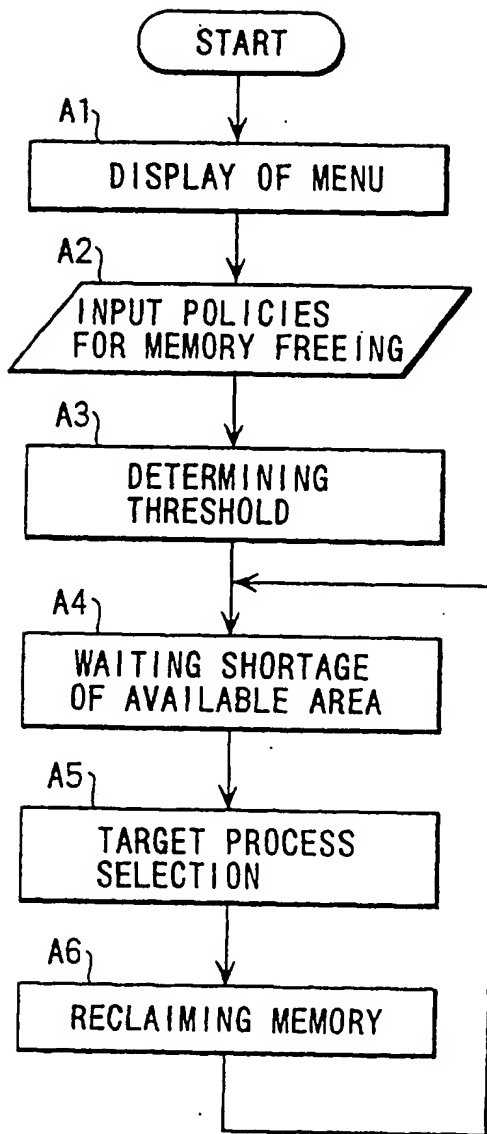 START
A1
DISPLAY OF MENU
A2
INPUT POLICIES
FOR MEMORY FREEING
A3
DETERMINING
THRESHOLD
A4
WAITING SHORTAGE
OF AVAILABLE AREA
A5
TARGET PROCESS
SELECTION
A6
RECLAIMING MEMORY